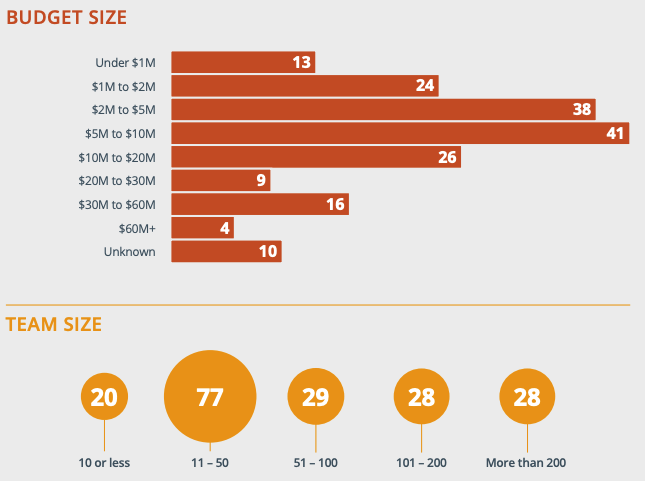 BUDGET SIZE
Under $1M 13
$1M to $2M 24
$2M to $5M 38
$5M to $10M 41
$10M to $20M 26
$20M to $30M 9
$30M to $60M 16
$60M+ 4
Unknown 10
TEAM SIZE
20 77 29 28 28
10 or less 11 – 50 51 – 100 101 – 200 More than 200